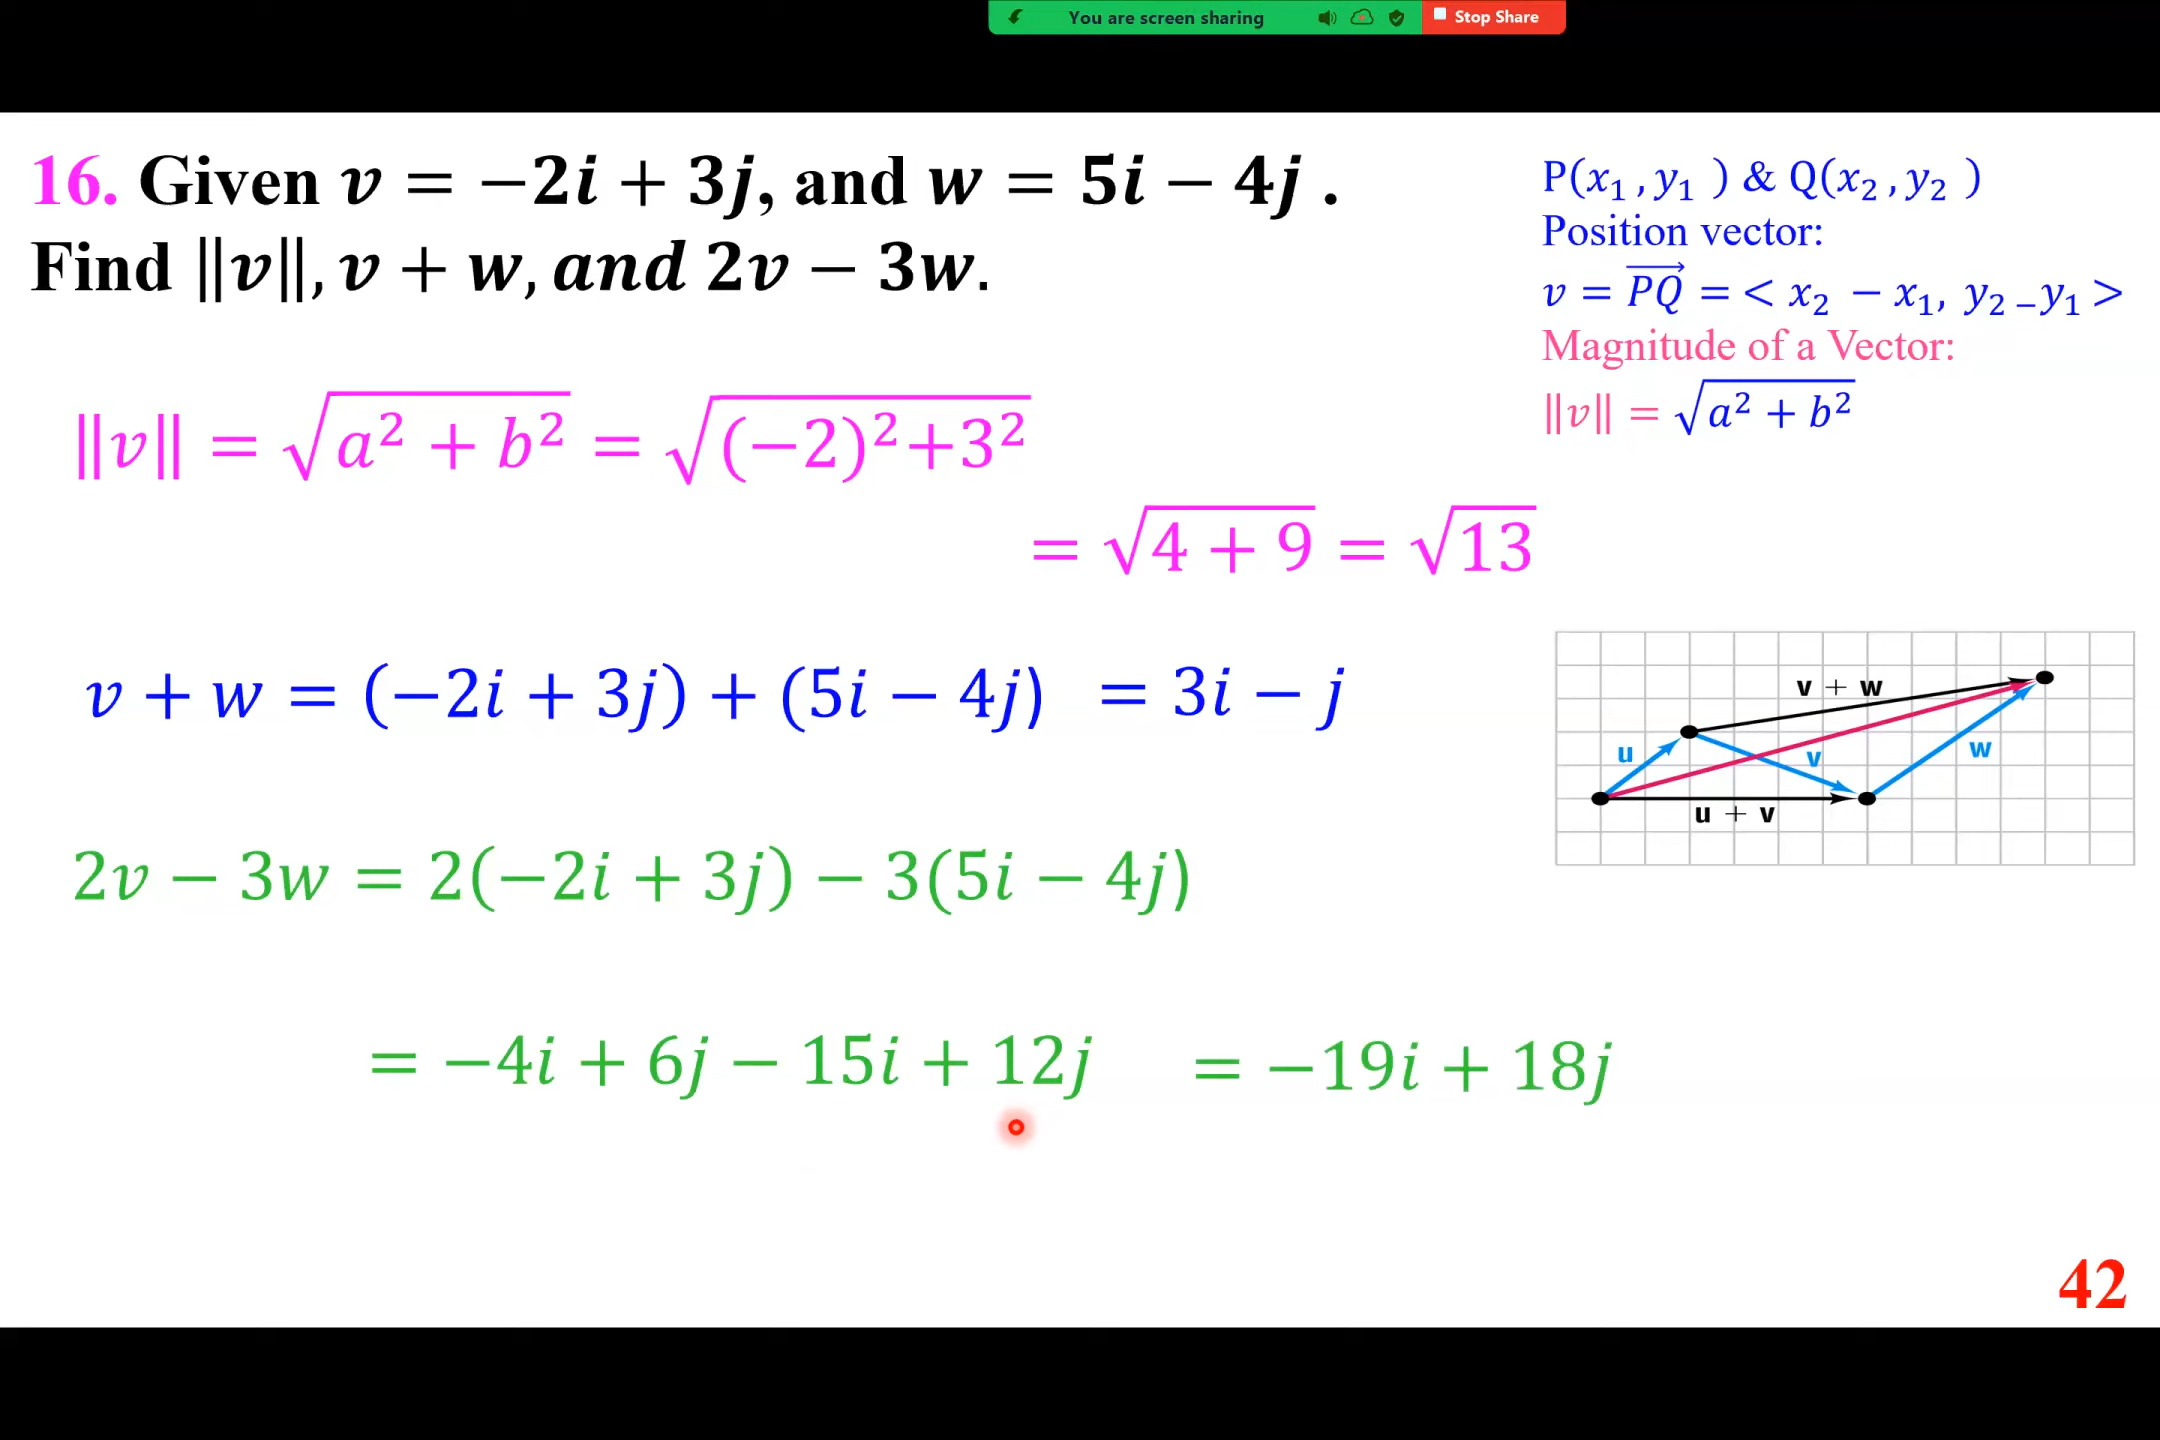 You are screen sharing Stop Share
16. Given v = −2i + 3j, and w = 5i − 4j .
Find ‖v‖, v + w, and 2v − 3w.
P(x₁ , y₁ ) & Q(x₂ , y₂ )
Position vector:
v = P⃗Q⃗ = < x₂ − x₁, y₂ − y₁ >
Magnitude of a Vector:
‖v‖ = √(a² + b²)
‖v‖ = √(a² + b²) = √((−2)²+3²)
= √(4 + 9) = √13
v + w = (−2i + 3j) + (5i − 4j) = 3i − j
v + w
u
v
w
u + v
2v − 3w = 2(−2i + 3j) − 3(5i − 4j)
= −4i + 6j − 15i + 12j = −19i + 18j
42